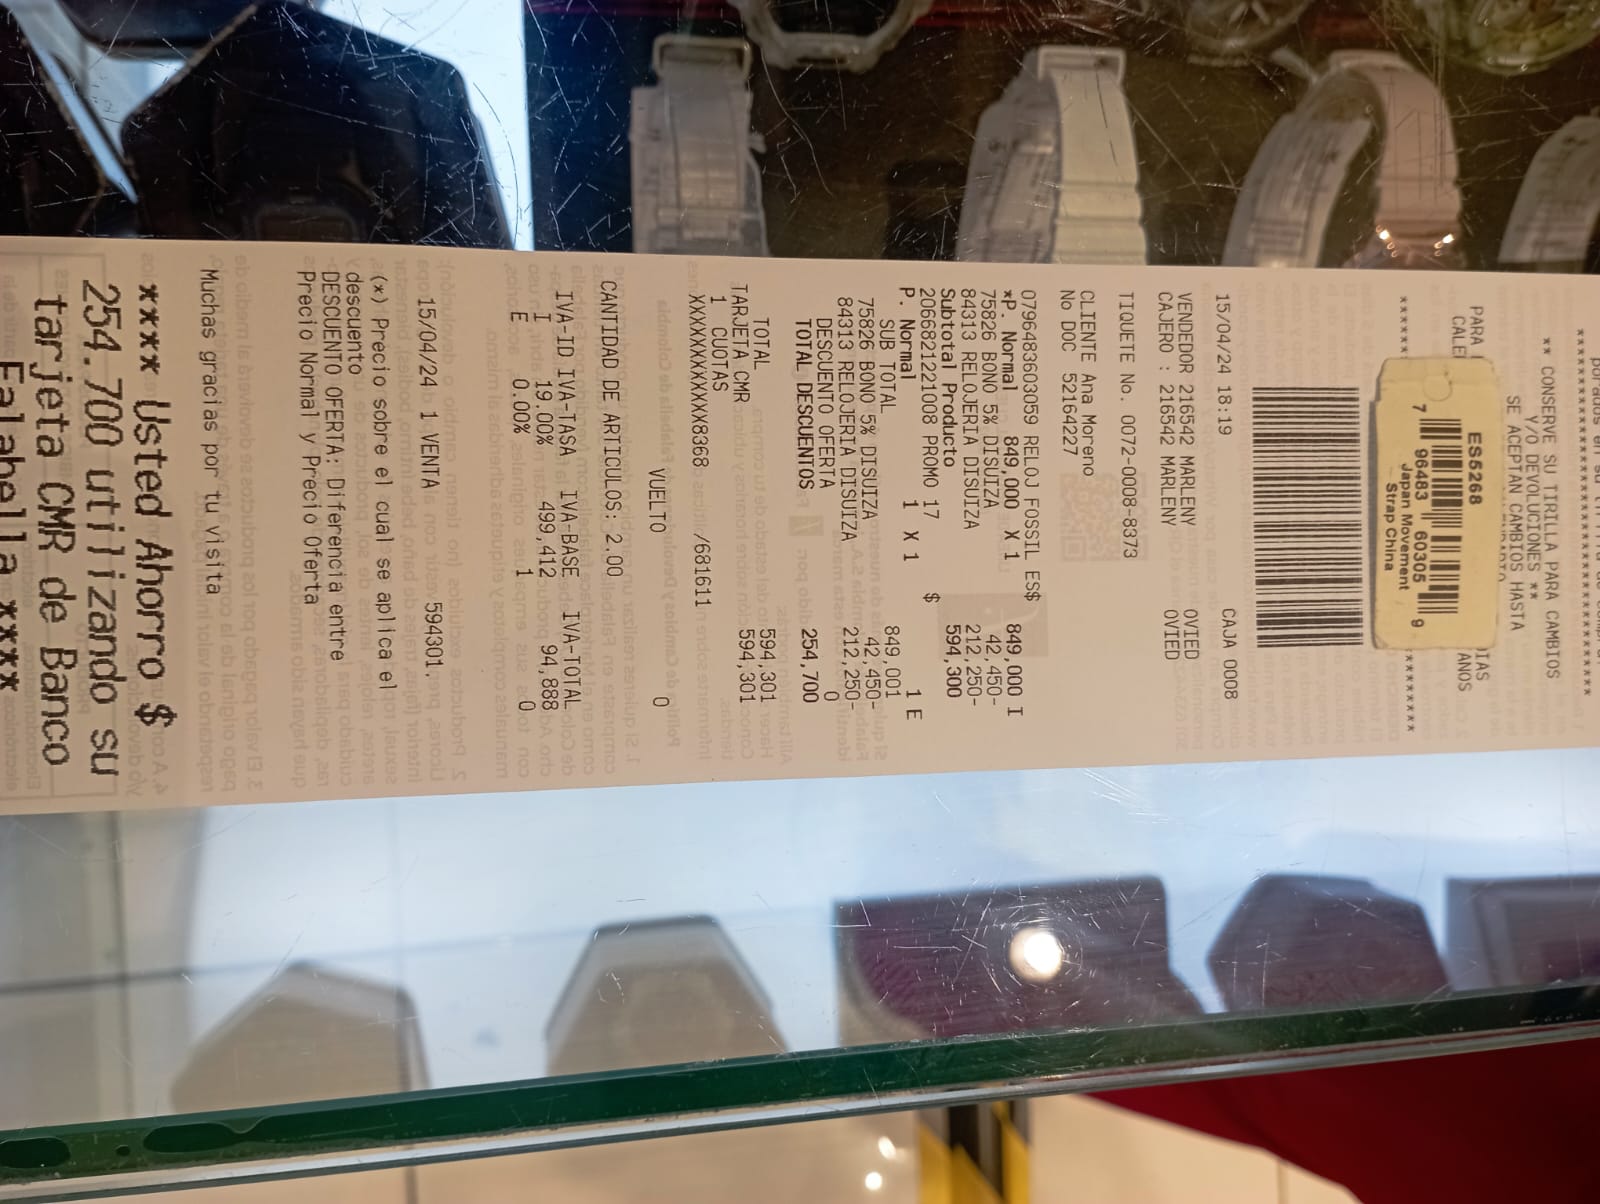 *******************************
** CONSERVE SU TIRILLA PARA CAMBIOS
Y/O DEVOLUCIONES **
SE ACEPTAN CAMBIOS HASTA
PARA
ES5268
7 96483 60305 9
Japan Movement
Strap China
15/04/24 18:19 CAJA 0008
VENDEDOR 216542 MARLENY OVIED
CAJERO : 216542 MARLENY OVIED
TIQUETE No. 0072-0008-8373
CLIENTE Ana Moreno
No DOC 52164227
0796483603059 RELOJ FOSSIL ES$ 849,000 I
*P. Normal 849,000 X 1
75826 BONO 5% DISUIZA 42,450-
84313 RELOJERIA DISUIZA 212,250-
Subtotal Producto 594,300
2066821221008 PROMO 17 $ 1 E
P. Normal 1 X 1
SUB TOTAL 849,001
75826 BONO 5% DISUIZA 42,450-
84313 RELOJERIA DISUIZA 212,250-
DESCUENTO OFERTA 0
TOTAL DESCUENTOS 254,700
TOTAL 594,301
TARJETA CMR 594,301
1 CUOTAS
XXXXXXXXXXXX8368 /681611
VUELTO 0
CANTIDAD DE ARTICULOS: 2.00
IVA-ID IVA-TASA IVA-BASE IVA-TOTAL
I 19.00% 499,412 94,888
E 0.00% 1 0
15/04/24 1 VENTA 594301.
(*) Precio sobre el cual se aplica el
descuento
DESCUENTO OFERTA: Diferencia entre
Precio Normal y Precio Oferta
Muchas gracias por tu visita
**** Usted Ahorro $
254.700 utilizando su
tarjeta CMR de Banco
Falabella ****